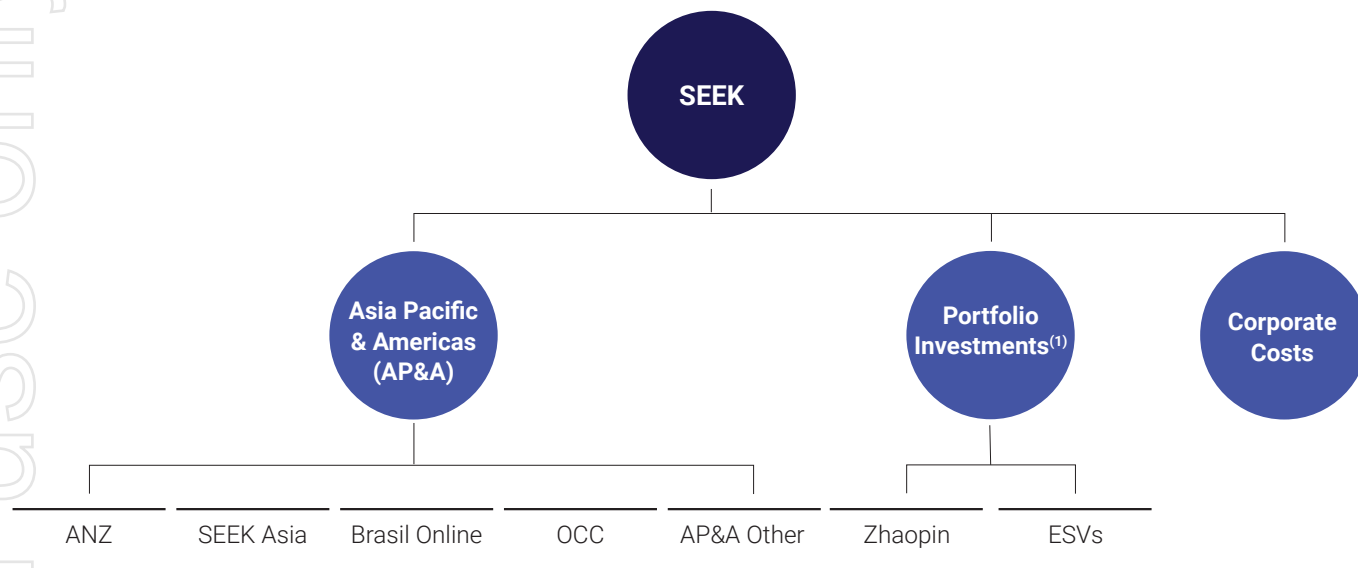 SEEK
Asia Pacific
& Americas
(AP&A)
Portfolio
Investments(1)
Corporate
Costs
ANZ
SEEK Asia
Brasil Online
OCC
AP&A Other
Zhaopin
ESVs